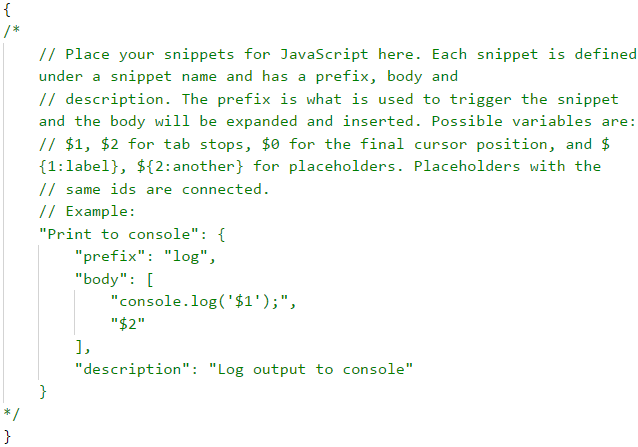 {
/*
    // Place your snippets for JavaScript here. Each snippet is defined
    under a snippet name and has a prefix, body and
    // description. The prefix is what is used to trigger the snippet
    and the body will be expanded and inserted. Possible variables are:
    // $1, $2 for tab stops, $0 for the final cursor position, and $
    {1:label}, ${2:another} for placeholders. Placeholders with the
    // same ids are connected.
    // Example:
    "Print to console": {
        "prefix": "log",
        "body": [
            "console.log('$1');",
            "$2"
        ],
        "description": "Log output to console"
    }
*/
}